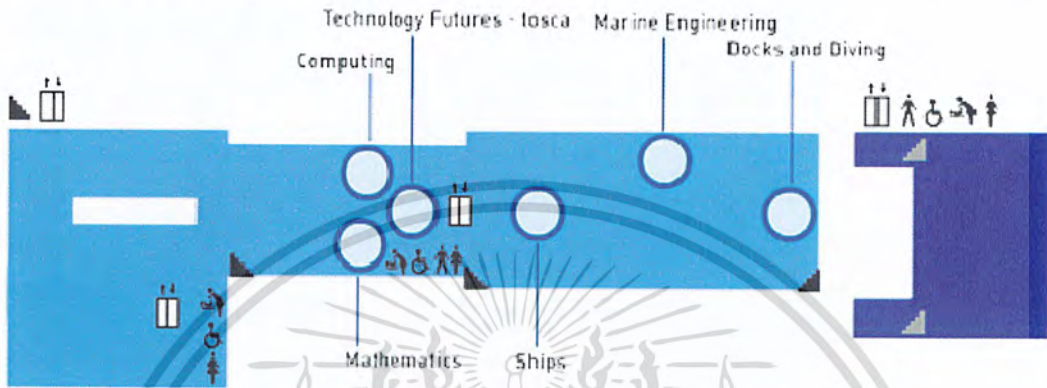 Technology Futures - tosca
Marine Engineering
Computing
Docks and Diving
Mathematics
Ships